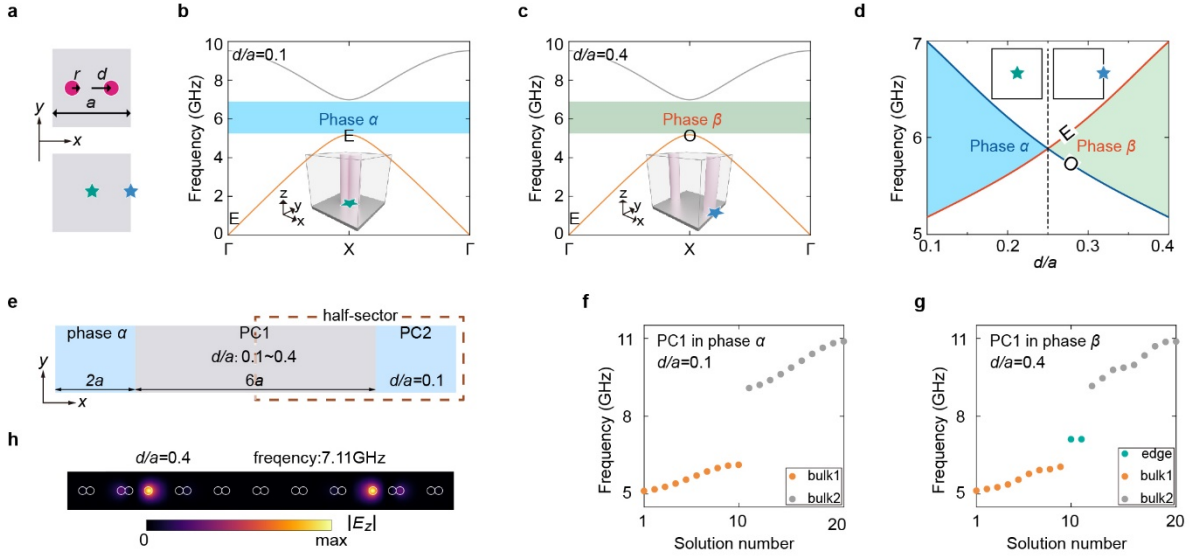 a
r
d
a
y
x
b
d/a=0.1
Frequency (GHz)
10
8
6
4
2
0
Phase α
E
E
z
y
x
Γ
X
Γ
c
d/a=0.4
Frequency (GHz)
10
8
6
4
2
0
Phase β
O
E
z
y
x
Γ
X
Γ
d
Frequency (GHz)
7
6
5
Phase α
E
Phase β
O
0.1
0.2
0.3
0.4
d/a
e
half-sector
phase α
PC1
PC2
d/a: 0.1~0.4
2a
6a
d/a=0.1
y
x
f
Frequency (GHz)
11
8
5
PC1 in phase α
d/a=0.1
bulk1
bulk2
1
10
20
Solution number
g
Frequency (GHz)
11
8
5
PC1 in phase β
d/a=0.4
edge
bulk1
bulk2
1
10
20
Solution number
h
d/a=0.4
freqency:7.11GHz
|Ez|
0
max